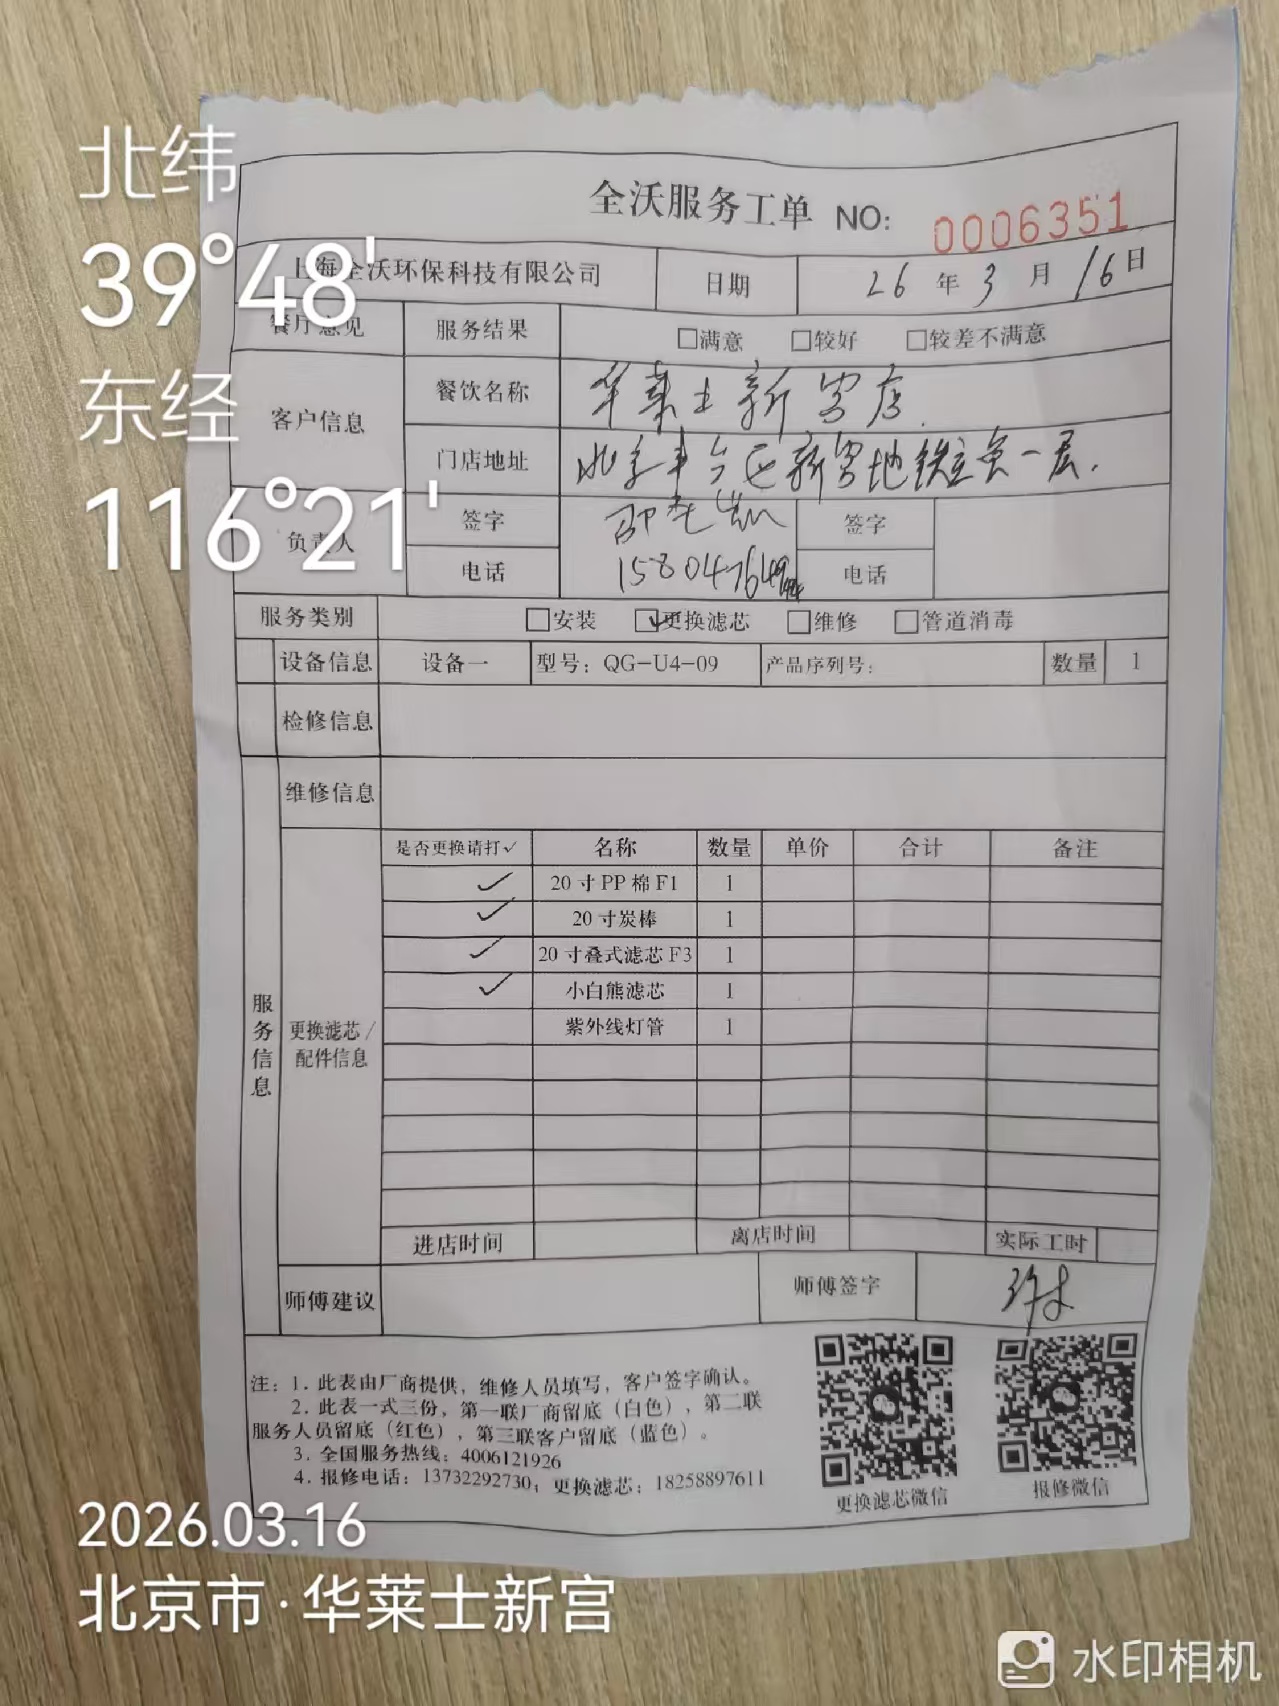 北纬
39°48'
东经
116°21'
全沃服务工单 NO: 0006351
上海全沃环保科技有限公司 日期 26年3月16日
餐厅意见 服务结果 □满意 □较好 □较差不满意
客户信息 餐饮名称 华莱士新宫店
门店地址 北京丰台区新宫地铁站负一层.
负责人 签字 签字
电话 电话
服务类别 □安装 ☑更换滤芯 □维修 □管道消毒
设备信息 设备一 型号: QG-U4-09 产品序列号: 数量 1
检修信息
维修信息
服务信息
更换滤芯/配件信息
是否更换请打✓ 名称 数量 单价 合计 备注
✓ 20寸PP棉F1 1
✓ 20寸炭棒 1
✓ 20寸叠式滤芯F3 1
✓ 小白熊滤芯 1
紫外线灯管 1
进店时间 离店时间 实际工时
师傅建议 师傅签字
注: 1. 此表由厂商提供, 维修人员填写, 客户签字确认。
2. 此表一式三份, 第一联厂商留底（白色）, 第二联
服务人员留底（红色）, 第三联客户留底（蓝色）。
3. 全国服务热线: 4006121926
4. 报修电话: 13732292730; 更换滤芯: 18258897611
更换滤芯微信 报修微信
2026.03.16
北京市·华莱士新宫
水印相机